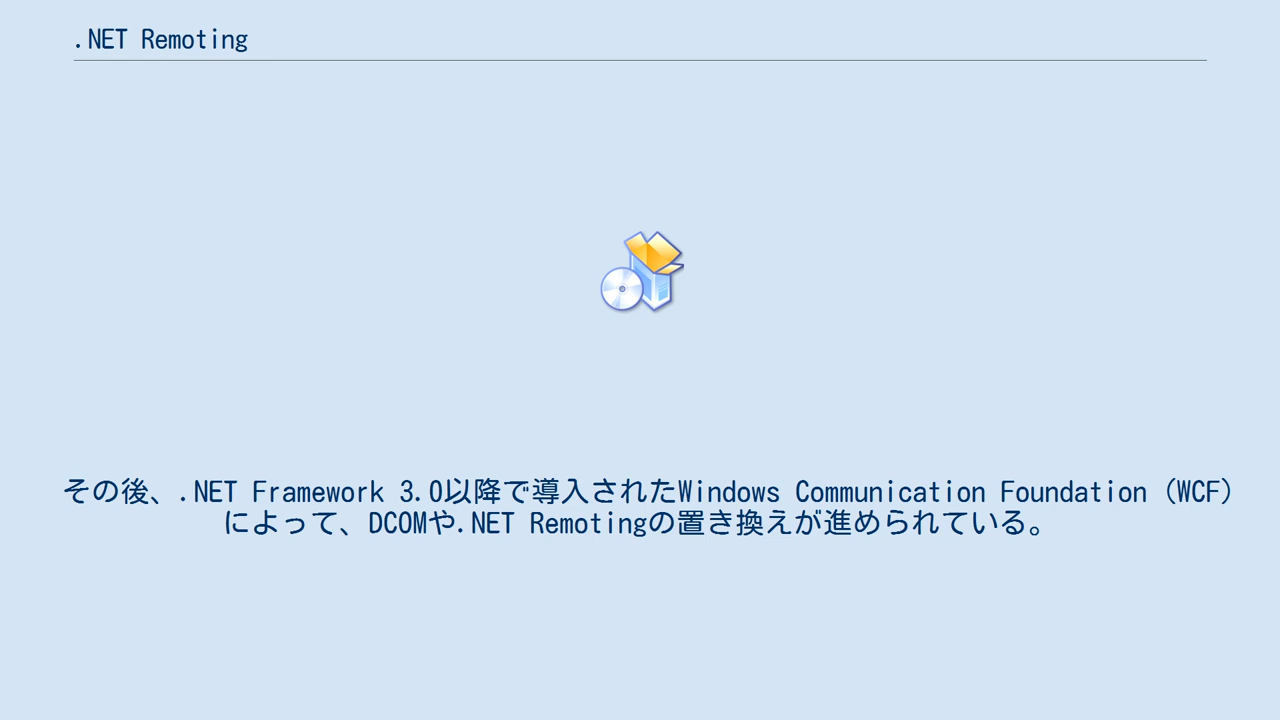 .NET Remoting
その後、.NET Framework 3.0以降で導入されたWindows Communication Foundation (WCF)
によって、DCOMや.NET Remotingの置き換えが進められている。